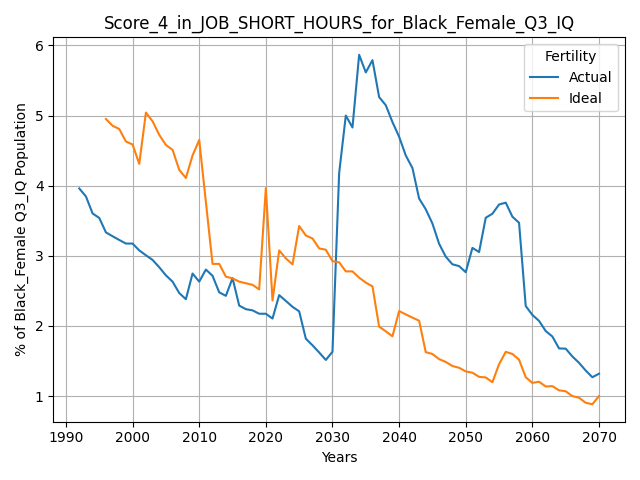 Score_4_in_JOB_SHORT_HOURS_for_Black_Female_Q3_IQ
Fertility
Actual
Ideal
% of Black_Female Q3_IQ Population
6
5
4
3
2
1
1990 2000 2010 2020 2030 2040 2050 2060 2070
Years